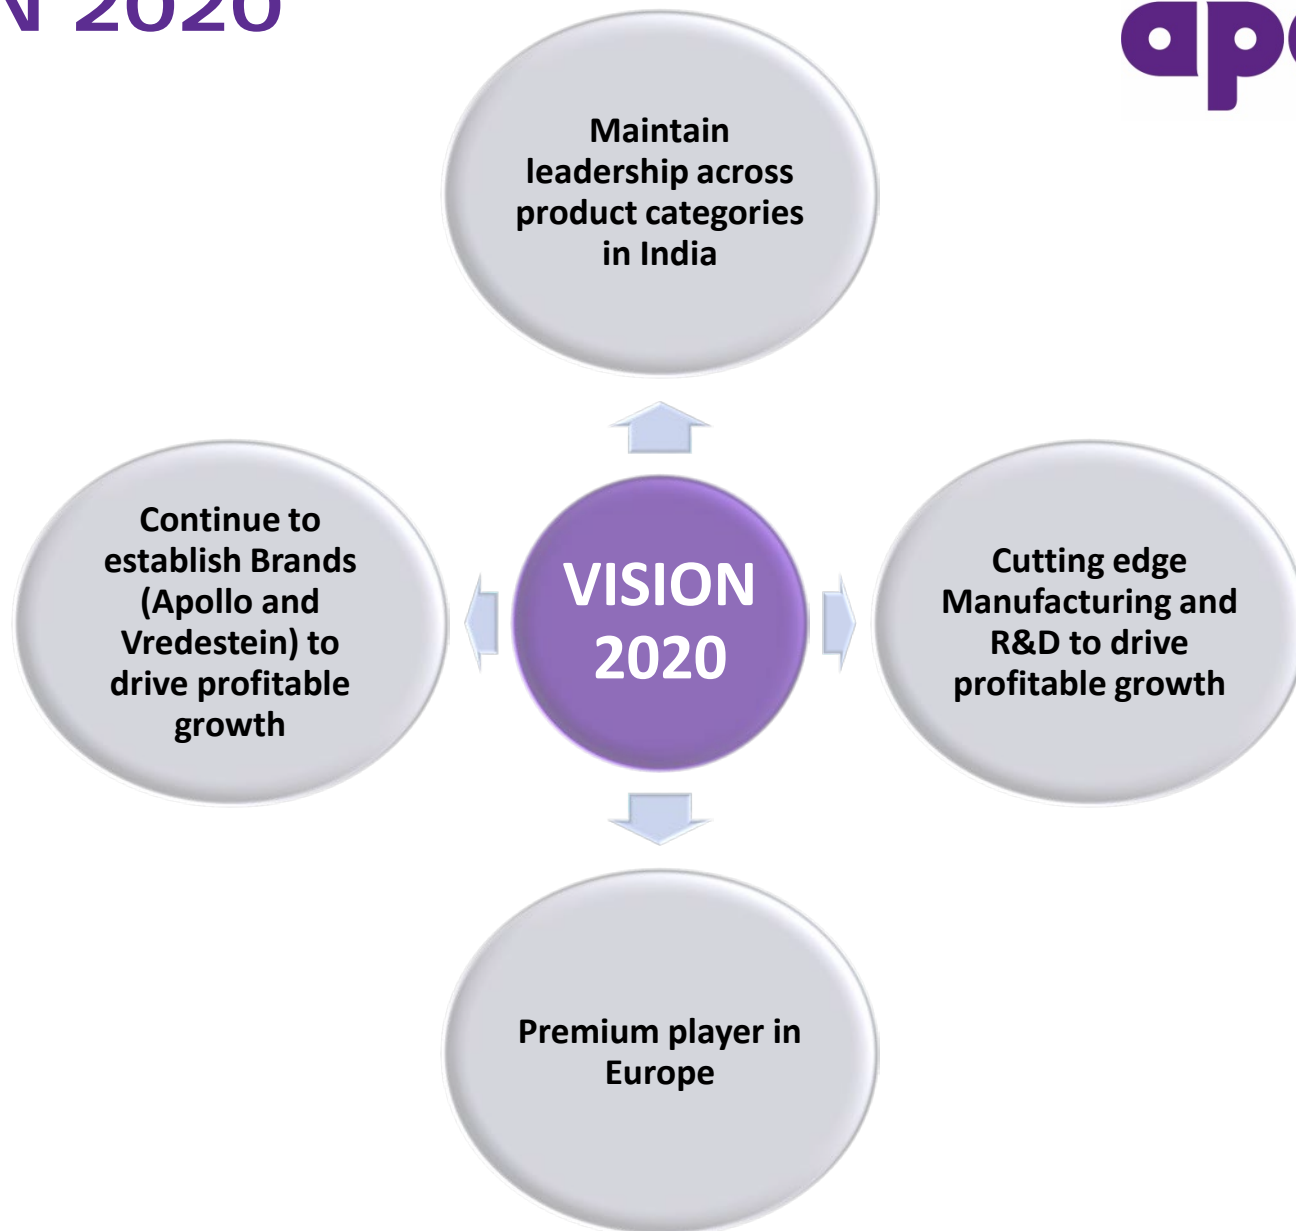 N 2020
apo
Maintain
leadership across
product categories
in India
Continue to
establish Brands
(Apollo and
Vredestein) to
drive profitable
growth
VISION
2020
Cutting edge
Manufacturing and
R&D to drive
profitable growth
Premium player in
Europe